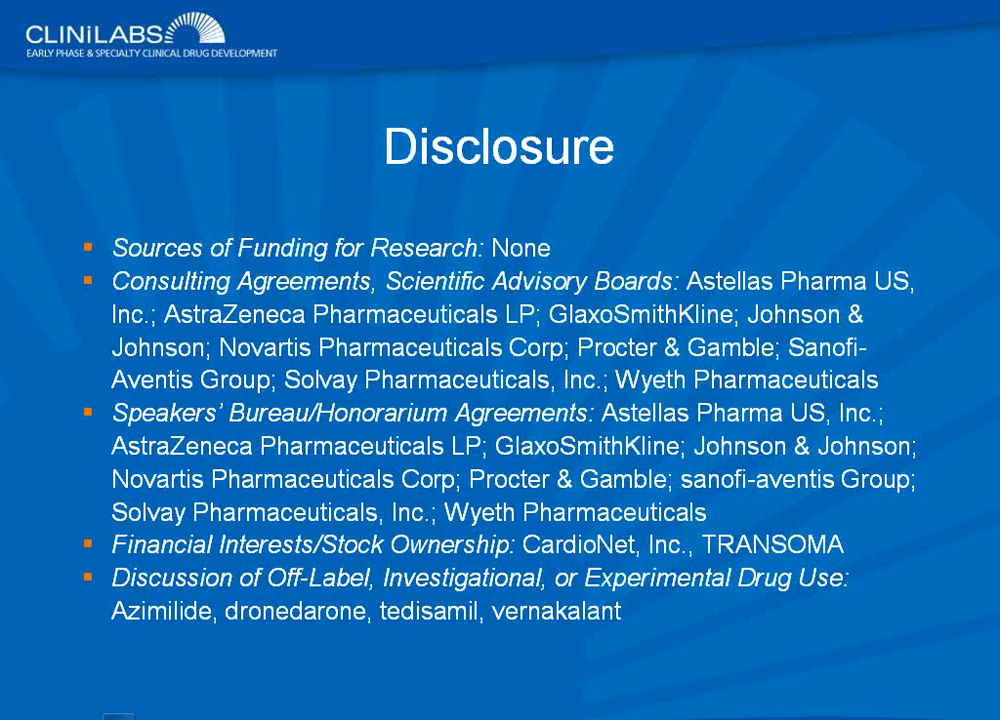 CLINiLABS
EARLY PHASE & SPECIALTY CLINICAL DRUG DEVELOPMENT
Disclosure
▪ Sources of Funding for Research: None
▪ Consulting Agreements, Scientific Advisory Boards: Astellas Pharma US,
Inc.; AstraZeneca Pharmaceuticals LP; GlaxoSmithKline; Johnson &
Johnson; Novartis Pharmaceuticals Corp; Procter & Gamble; Sanofi-
Aventis Group; Solvay Pharmaceuticals, Inc.; Wyeth Pharmaceuticals
▪ Speakers’ Bureau/Honorarium Agreements: Astellas Pharma US, Inc.;
AstraZeneca Pharmaceuticals LP; GlaxoSmithKline; Johnson & Johnson;
Novartis Pharmaceuticals Corp; Procter & Gamble; sanofi-aventis Group;
Solvay Pharmaceuticals, Inc.; Wyeth Pharmaceuticals
▪ Financial Interests/Stock Ownership: CardioNet, Inc., TRANSOMA
▪ Discussion of Off-Label, Investigational, or Experimental Drug Use:
Azimilide, dronedarone, tedisamil, vernakalant